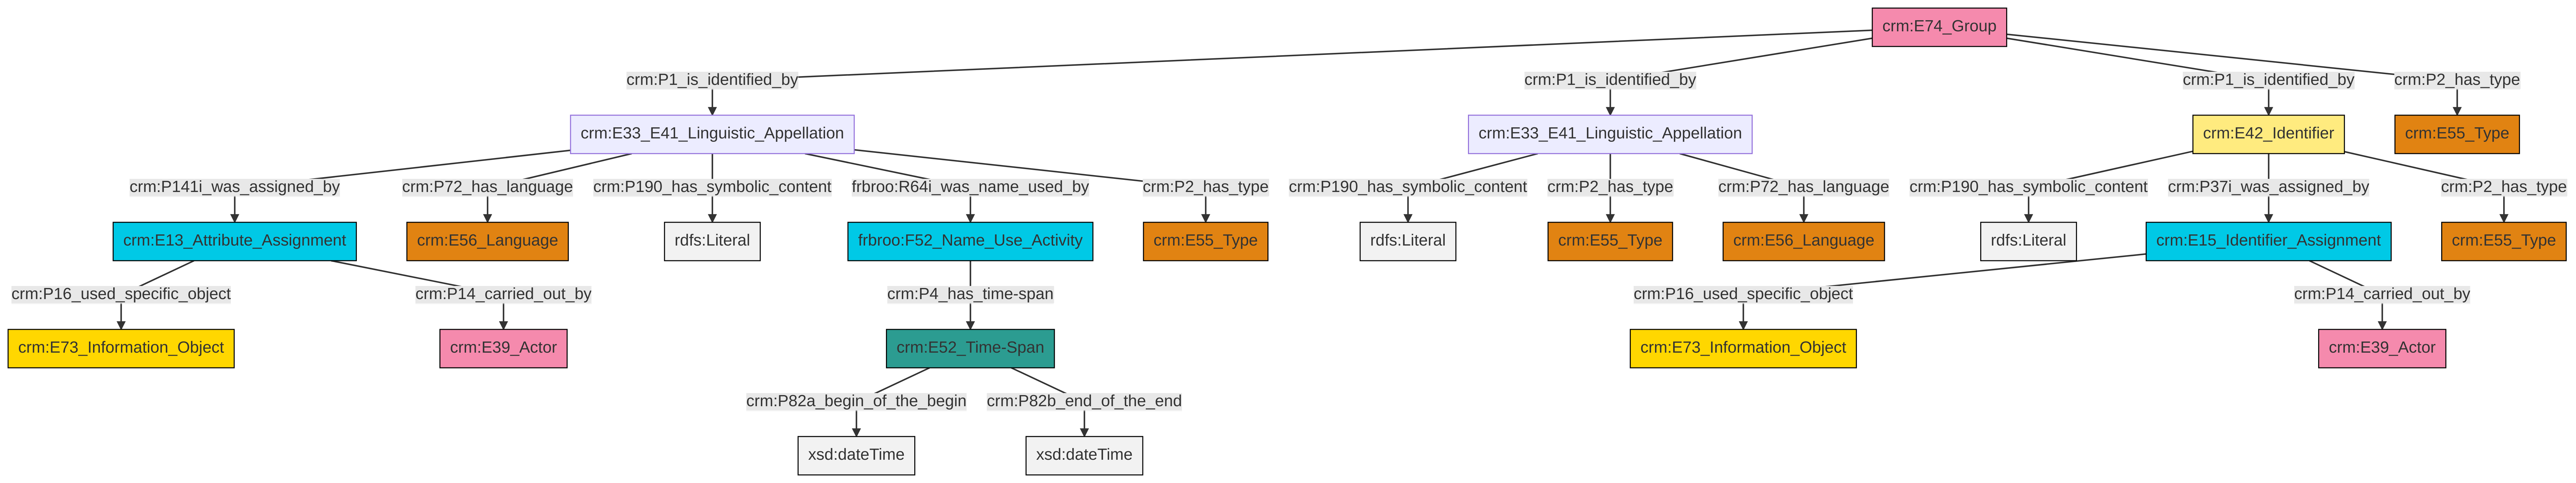 crm:E74_Group
crm:P1_is_identified_by
crm:P1_is_identified_by
crm:P1_is_identified_by
crm:P2_has_type
crm:E33_E41_Linguistic_Appellation
crm:E33_E41_Linguistic_Appellation
crm:E42_Identifier
crm:E55_Type
crm:P141i_was_assigned_by
crm:P72_has_language
crm:P190_has_symbolic_content
frbroo:R64i_was_name_used_by
crm:P2_has_type
crm:P190_has_symbolic_content
crm:P2_has_type
crm:P72_has_language
crm:P190_has_symbolic_content
crm:P37i_was_assigned_by
crm:P2_has_type
crm:E13_Attribute_Assignment
crm:E56_Language
rdfs:Literal
frbroo:F52_Name_Use_Activity
crm:E55_Type
rdfs:Literal
crm:E55_Type
crm:E56_Language
rdfs:Literal
crm:E15_Identifier_Assignment
crm:E55_Type
crm:P16_used_specific_object
crm:P14_carried_out_by
crm:P4_has_time-span
crm:P16_used_specific_object
crm:P14_carried_out_by
crm:E73_Information_Object
crm:E39_Actor
crm:E52_Time-Span
crm:E73_Information_Object
crm:E39_Actor
crm:P82a_begin_of_the_begin
crm:P82b_end_of_the_end
xsd:dateTime
xsd:dateTime